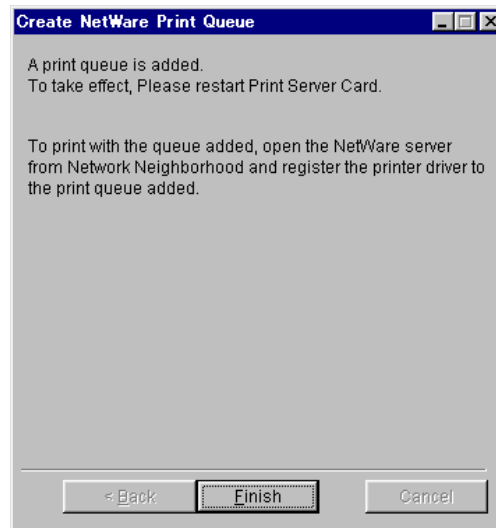 Create NetWare Print Queue
A print queue is added.
To take effect, Please restart Print Server Card.
To print with the queue added, open the NetWare server
from Network Neighborhood and register the printer driver to
the print queue added.
< Back
Finish
Cancel